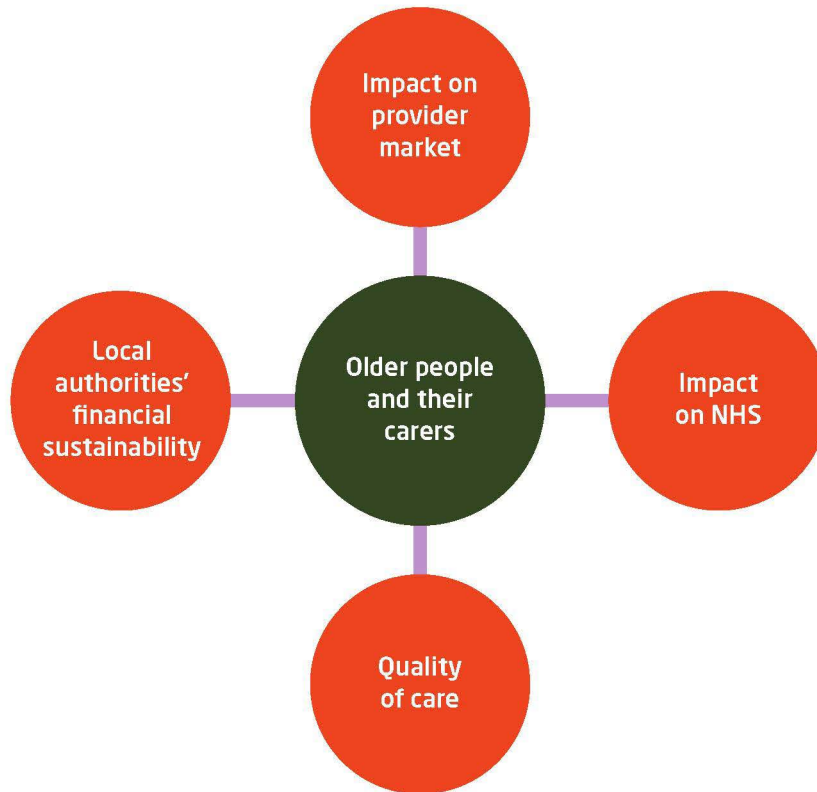 Impact on
provider
market
Local
authorities’
financial
sustainability
Older people
and their
carers
Impact
on NHS
Quality
of care